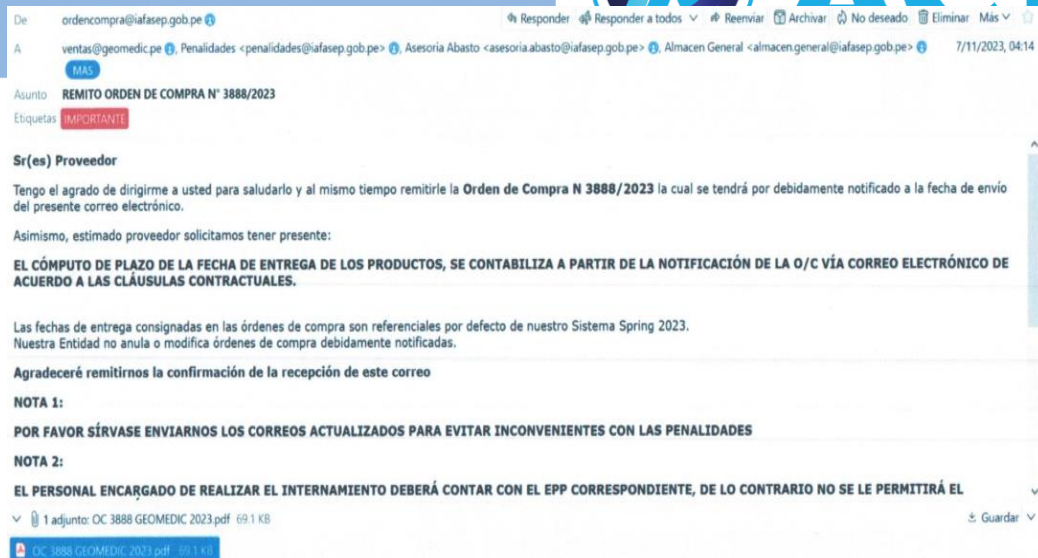 De ordencompra@iafasep.gob.pe
Responder Responder a todos Reenviar Archivar No deseado Eliminar Más
A ventas@geomedic.pe, Penalidades <penalidades@iafasep.gob.pe>, Asesoria Abasto <asesoria.abasto@iafasep.gob.pe>, Almacen General <almacen.general@iafasep.gob.pe> 7/11/2023, 04:14
MÁS
Asunto REMITO ORDEN DE COMPRA N° 3888/2023
Etiquetas IMPORTANTE
Sr(es) Proveedor
Tengo el agrado de dirigirme a usted para saludarlo y al mismo tiempo remitirle la Orden de Compra N 3888/2023 la cual se tendrá por debidamente notificado a la fecha de envío
del presente correo electrónico.
Asimismo, estimado proveedor solicitamos tener presente:
EL CÓMPUTO DE PLAZO DE LA FECHA DE ENTREGA DE LOS PRODUCTOS, SE CONTABILIZA A PARTIR DE LA NOTIFICACIÓN DE LA O/C VÍA CORREO ELECTRÓNICO DE
ACUERDO A LAS CLÁUSULAS CONTRACTUALES.
Las fechas de entrega consignadas en las órdenes de compra son referenciales por defecto de nuestro Sistema Spring 2023.
Nuestra Entidad no anula o modifica órdenes de compra debidamente notificadas.
Agradeceré remitirnos la confirmación de la recepción de este correo
NOTA 1:
POR FAVOR SÍRVASE ENVIARNOS LOS CORREOS ACTUALIZADOS PARA EVITAR INCONVENIENTES CON LAS PENALIDADES
NOTA 2:
EL PERSONAL ENCARGADO DE REALIZAR EL INTERNAMIENTO DEBERÁ CONTAR CON EL EPP CORRESPONDIENTE, DE LO CONTRARIO NO SE LE PERMITIRÁ EL
1 adjunto: OC 3888 GEOMEDIC 2023.pdf 69.1 KB
Guardar
OC 3888 GEOMEDIC 2023.pdf 69.1 KB